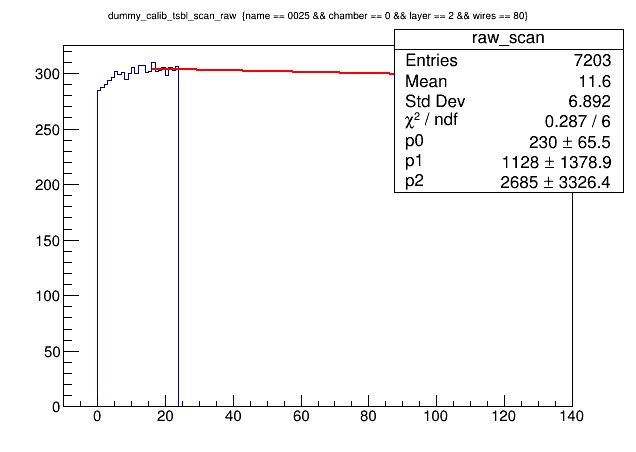 dummy_calib_tsbl_scan_raw {name == 0025 && chamber == 0 && layer == 2 && wires == 80}
raw_scan
Entries 7203
Mean 11.6
Std Dev 6.892
χ² / ndf 0.287 / 6
p0 230 ± 65.5
p1 1128 ± 1378.9
p2 2685 ± 3326.4
300
250
200
150
100
50
0
0 20 40 60 80 100 120 140